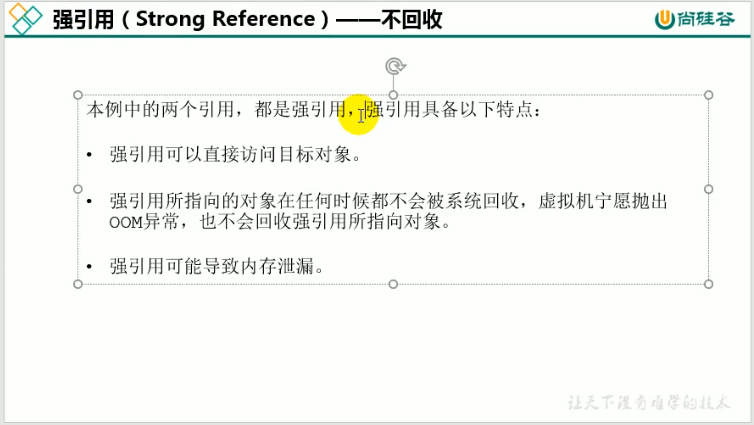 强引用（Strong Reference）——不回收
尚硅谷
本例中的两个引用，都是强引用，强引用具备以下特点：
• 强引用可以直接访问目标对象。
• 强引用所指向的对象在任何时候都不会被系统回收，虚拟机宁愿抛出
OOM异常，也不会回收强引用所指向对象。
• 强引用可能导致内存泄漏。
让天下没有难学的技术